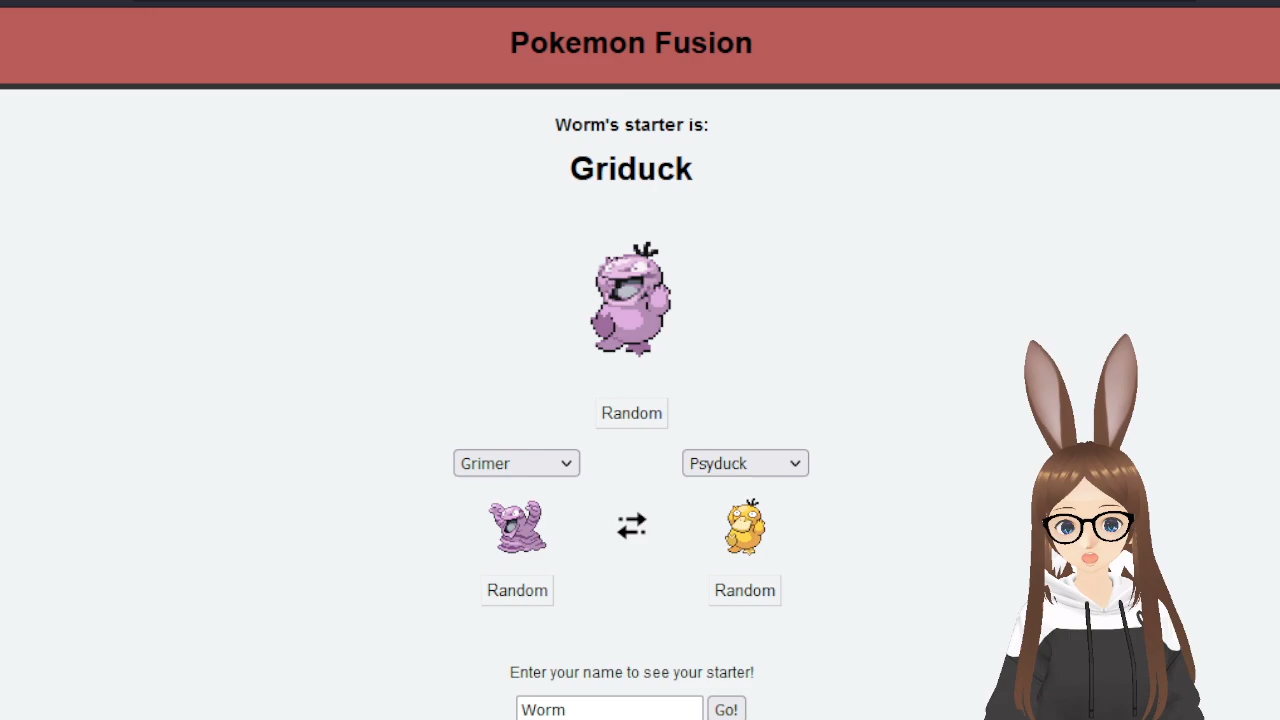 Pokemon Fusion
Worm's starter is:
Griduck
Random
Grimer
Psyduck
Random
Random
Enter your name to see your starter!
Worm
Go!